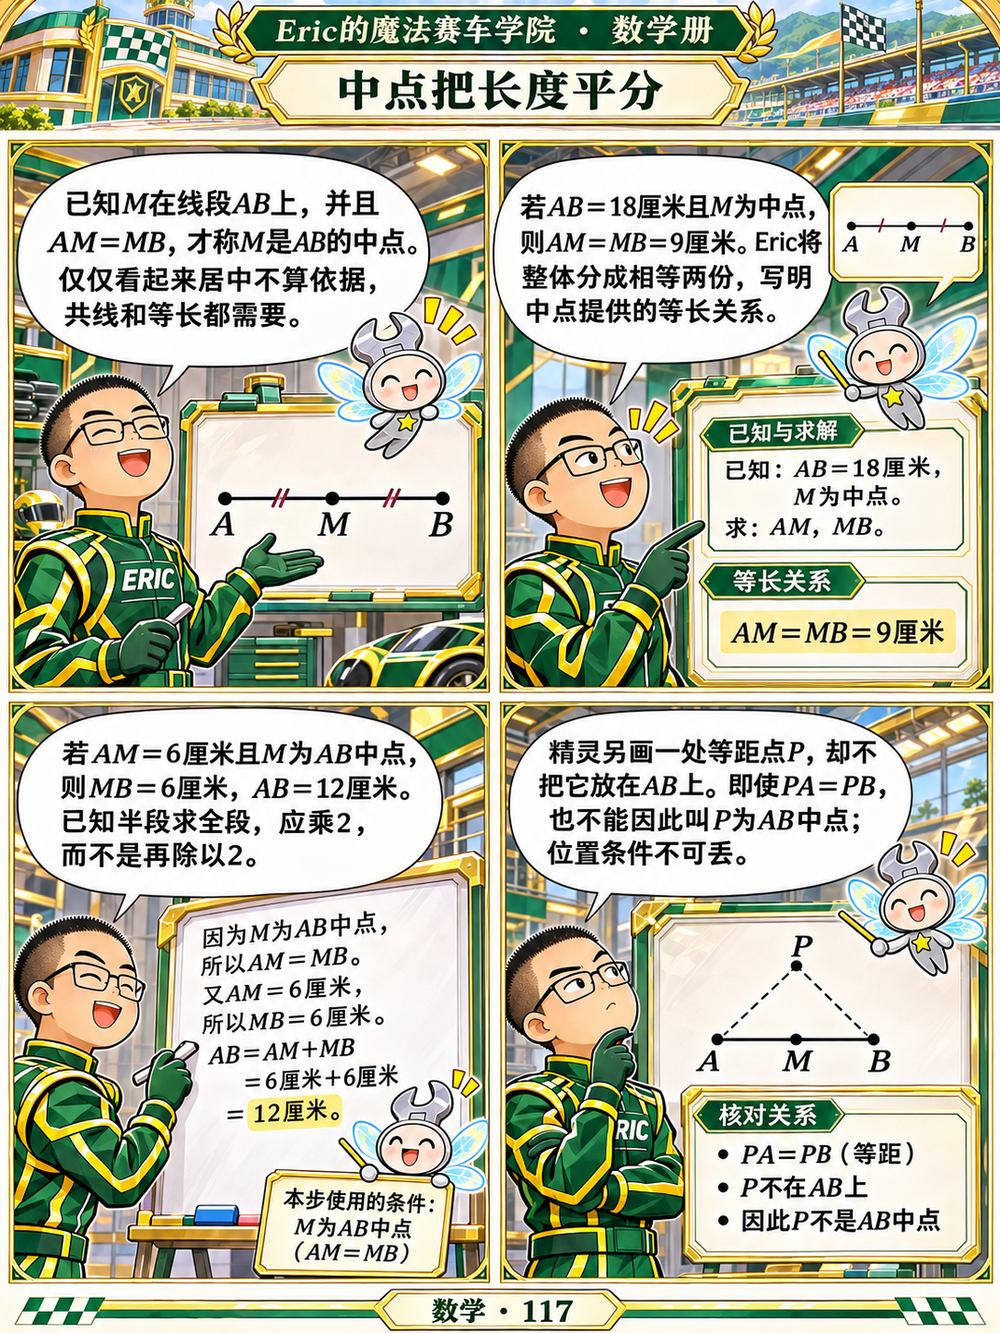 Eric的魔法赛车学院 · 数学册
中点把长度平分
已知M在线段AB上，并且
AM＝MB，才称M是AB的中点。
仅仅看起来居中不算依据，
共线和等长都需要。
A M B
ERIC
若AB＝18厘米且M为中点，
则AM＝MB＝9厘米。Eric将
整体分成相等两份，写明
中点提供的等长关系。
A M B
已知与求解
已知：AB＝18厘米，
M为中点。
求：AM，MB。
等长关系
AM＝MB＝9厘米
若AM＝6厘米且M为AB中点，
则MB＝6厘米，AB＝12厘米。
已知半段求全段，应乘2，
而不是再除以2。
因为M为AB中点，
所以AM＝MB。
又AM＝6厘米，
所以MB＝6厘米。
AB＝AM＋MB
＝6厘米＋6厘米
＝12厘米。
本步使用的条件：
M为AB中点
（AM＝MB）
精灵另画一处等距点P，却不
把它放在AB上。即使PA＝PB，
也不能因此叫P为AB中点；
位置条件不可丢。
P
A M B
RIC
核对关系
• PA＝PB（等距）
• P不在AB上
• 因此P不是AB中点
数学 · 117